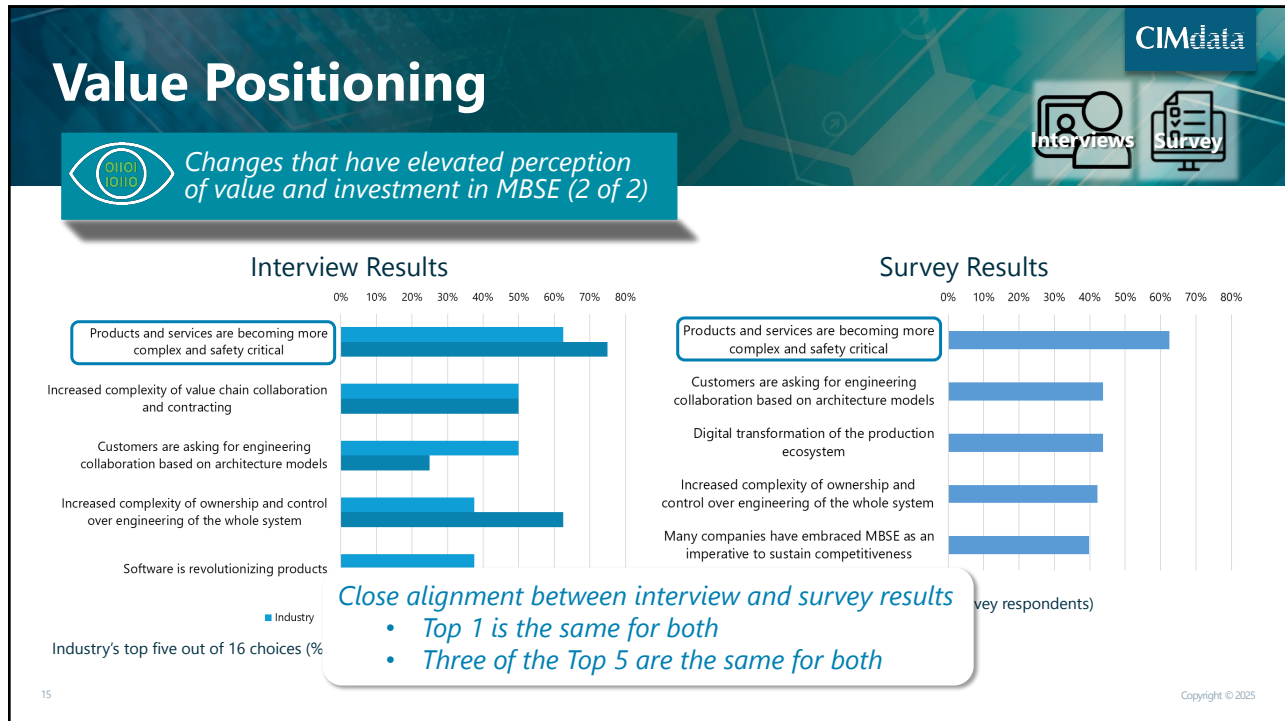 CIMdata
Value Positioning
Interviews
Survey
01101
10110
Changes that have elevated perception
of value and investment in MBSE (2 of 2)
Interview Results
0% 10% 20% 30% 40% 50% 60% 70% 80%
Products and services are becoming more
complex and safety critical
Increased complexity of value chain collaboration
and contracting
Customers are asking for engineering
collaboration based on architecture models
Increased complexity of ownership and control
over engineering of the whole system
Software is revolutionizing products
Industry
Industry's top five out of 16 choices (%
Survey Results
0% 10% 20% 30% 40% 50% 60% 70% 80%
Products and services are becoming more
complex and safety critical
Customers are asking for engineering
collaboration based on architecture models
Digital transformation of the production
ecosystem
Increased complexity of ownership and
control over engineering of the whole system
Many companies have embraced MBSE as an
imperative to sustain competitiveness
vey respondents)
Close alignment between interview and survey results
• Top 1 is the same for both
• Three of the Top 5 are the same for both
15
Copyright © 2025